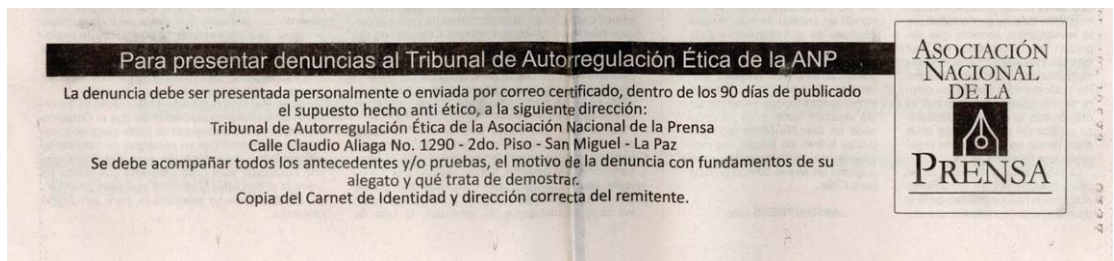 Para presentar denuncias al Tribunal de Autorregulación Ética de la ANP
La denuncia debe ser presentada personalmente o enviada por correo certificado, dentro de los 90 días de publicado
el supuesto hecho anti ético, a la siguiente dirección:
Tribunal de Autorregulación Ética de la Asociación Nacional de la Prensa
Calle Claudio Aliaga No. 1290 - 2do. Piso - San Miguel - La Paz
Se debe acompañar todos los antecedentes y/o pruebas, el motivo de la denuncia con fundamentos de su
alegato y qué trata de demostrar.
Copia del Carnet de Identidad y dirección correcta del remitente.
ASOCIACIÓN
NACIONAL
DE LA
PRENSA